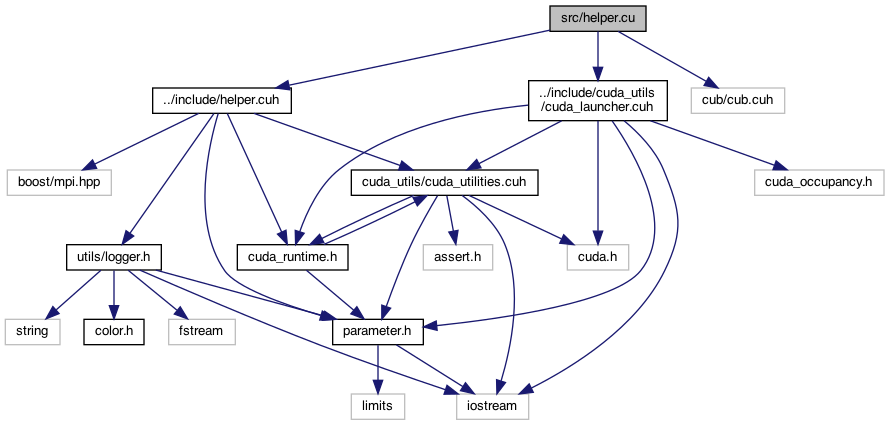 src/helper.cu
../include/helper.cuh
../include/cuda_utils
/cuda_launcher.cuh
cub/cub.cuh
boost/mpi.hpp
cuda_utils/cuda_utilities.cuh
cuda_occupancy.h
utils/logger.h
cuda_runtime.h
assert.h
cuda.h
string
color.h
fstream
parameter.h
limits
iostream